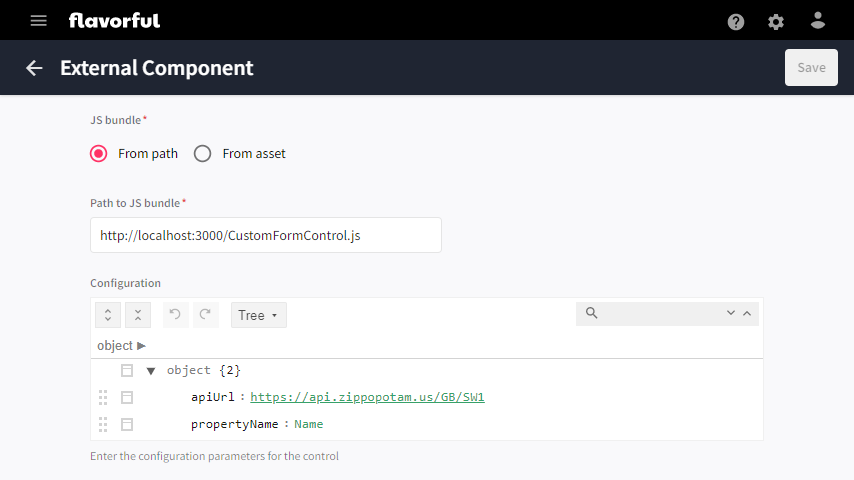 flavorful
External Component
Save
JS bundle*
From path
From asset
Path to JS bundle*
http://localhost:3000/CustomFormControl.js
Configuration
Tree
object ►
object {2}
apiUrl : https://api.zippopotam.us/GB/SW1
propertyName : Name
Enter the configuration parameters for the control